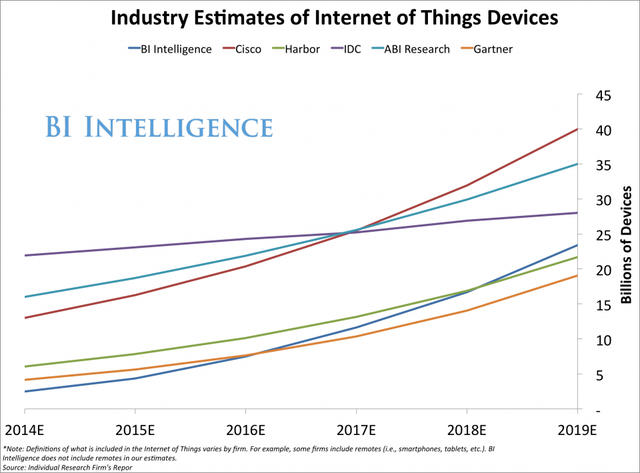 Industry Estimates of Internet of Things Devices
BI Intelligence Cisco Harbor IDC ABI Research Gartner
BI INTELLIGENCE
45
40
35
30
25
20
15
10
5
-
Billions of Devices
2014E 2015E 2016E 2017E 2018E 2019E
*Note: Definitions of what is included in the Internet of Things varies by firm. For example, some firms include remotes (i.e., smartphones, tablets, etc.). BI
Intelligence does not include remotes in our estimates.
Source: Individual Research Firm's Repor